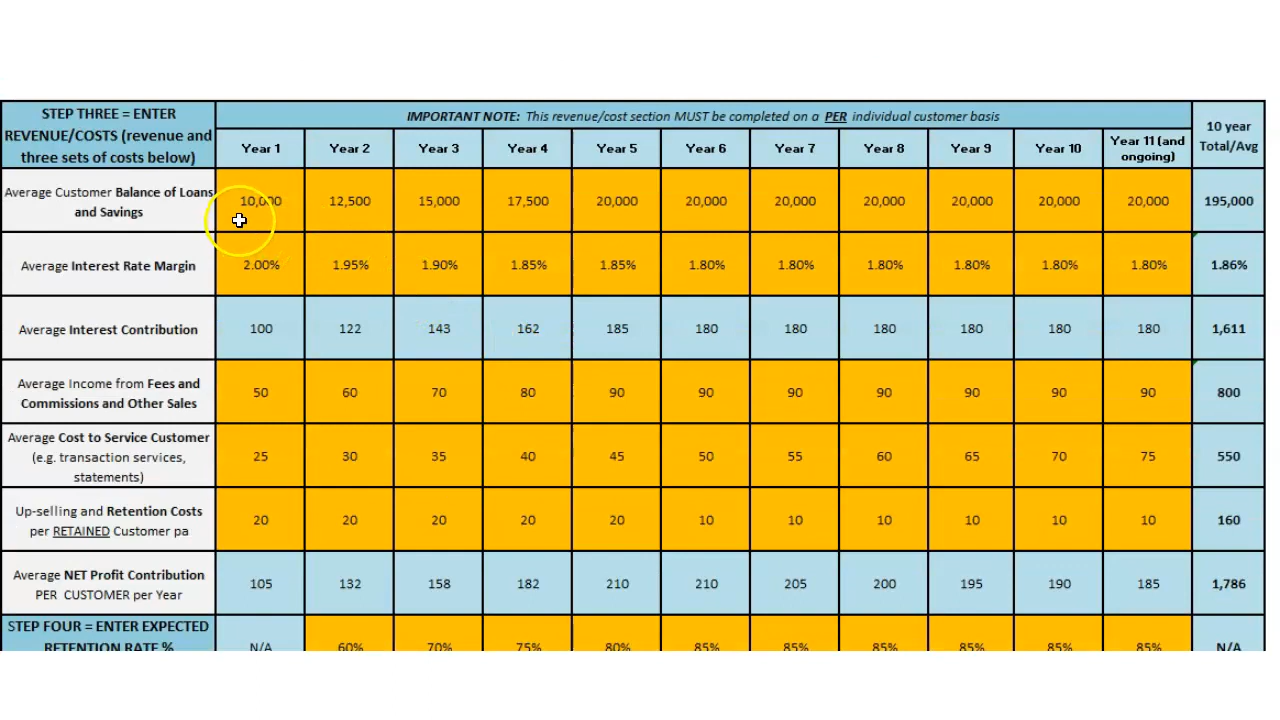 STEP THREE = ENTER
REVENUE/COSTS (revenue and
three sets of costs below)
IMPORTANT NOTE: This revenue/cost section MUST be completed on a PER individual customer basis
10 year
Total/Avg
Year 1 Year 2 Year 3 Year 4 Year 5 Year 6 Year 7 Year 8 Year 9 Year 10 Year 11 (and
ongoing)
Average Customer Balance of Loans
and Savings
10,000 12,500 15,000 17,500 20,000 20,000 20,000 20,000 20,000 20,000 20,000 195,000
Average Interest Rate Margin
2.00% 1.95% 1.90% 1.85% 1.85% 1.80% 1.80% 1.80% 1.80% 1.80% 1.80% 1.86%
Average Interest Contribution
100 122 143 162 185 180 180 180 180 180 180 1,611
Average Income from Fees and
Commissions and Other Sales
50 60 70 80 90 90 90 90 90 90 90 800
Average Cost to Service Customer
(e.g. transaction services,
statements)
25 30 35 40 45 50 55 60 65 70 75 550
Up-selling and Retention Costs
per RETAINED Customer pa
20 20 20 20 20 10 10 10 10 10 10 160
Average NET Profit Contribution
PER CUSTOMER per Year
105 132 158 182 210 210 205 200 195 190 185 1,786
STEP FOUR = ENTER EXPECTED
RETENTION RATE %
N/A 60% 70% 75% 80% 85% 85% 85% 85% 85% 85% N/A